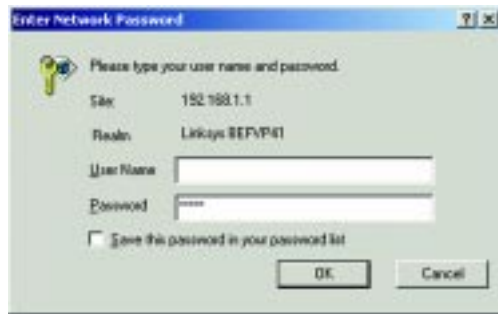 Enter Network Password
Please type your user name and password.
Site: 192.168.1.1
Realm Linksys BEFVP41
User Name
Password *****
Save this password in your password list
OK Cancel